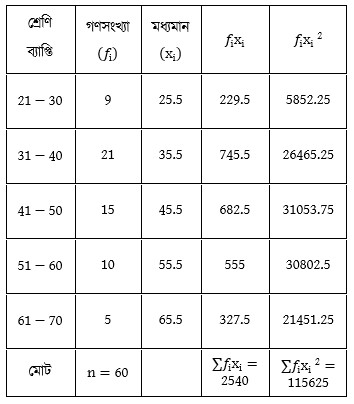 শ্রেণি ব্যাপ্তি | গণসংখ্যা (fᵢ) | মধ্যমান (xᵢ) | fᵢxᵢ | fᵢxᵢ ²
21 − 30 | 9 | 25.5 | 229.5 | 5852.25
31 − 40 | 21 | 35.5 | 745.5 | 26465.25
41 − 50 | 15 | 45.5 | 682.5 | 31053.75
51 − 60 | 10 | 55.5 | 555 | 30802.5
61 − 70 | 5 | 65.5 | 327.5 | 21451.25
মোট | n = 60 | | ∑fᵢxᵢ = 2540 | ∑fᵢxᵢ ² = 115625